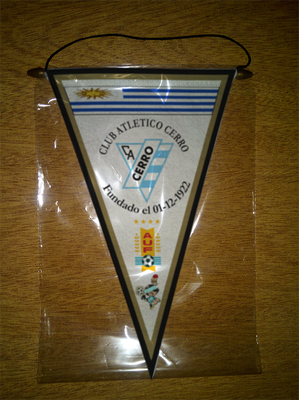 CLUB ATLETICO CERRO
CA
CERRO
Fundado el 01-12-1922
AUF